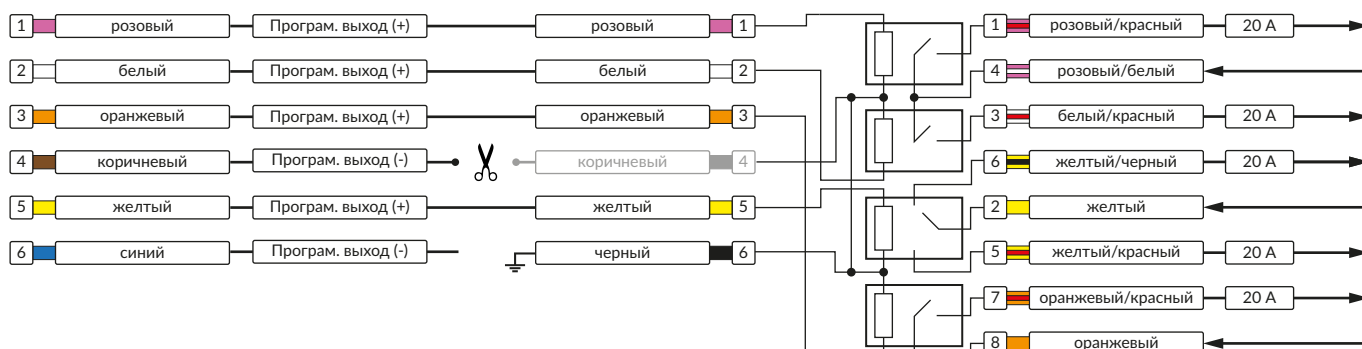 1 розовый Програм. выход (+) розовый 1 1 розовый/красный 20 А
2 белый Програм. выход (+) белый 2 4 розовый/белый
3 оранжевый Програм. выход (+) оранжевый 3 3 белый/красный 20 А
4 коричневый Програм. выход (-) коричневый 4 6 желтый/черный 20 А
5 желтый Програм. выход (+) желтый 5 2 желтый
6 синий Програм. выход (-) черный 6 5 желтый/красный 20 А
7 оранжевый/красный 20 А
8 оранжевый